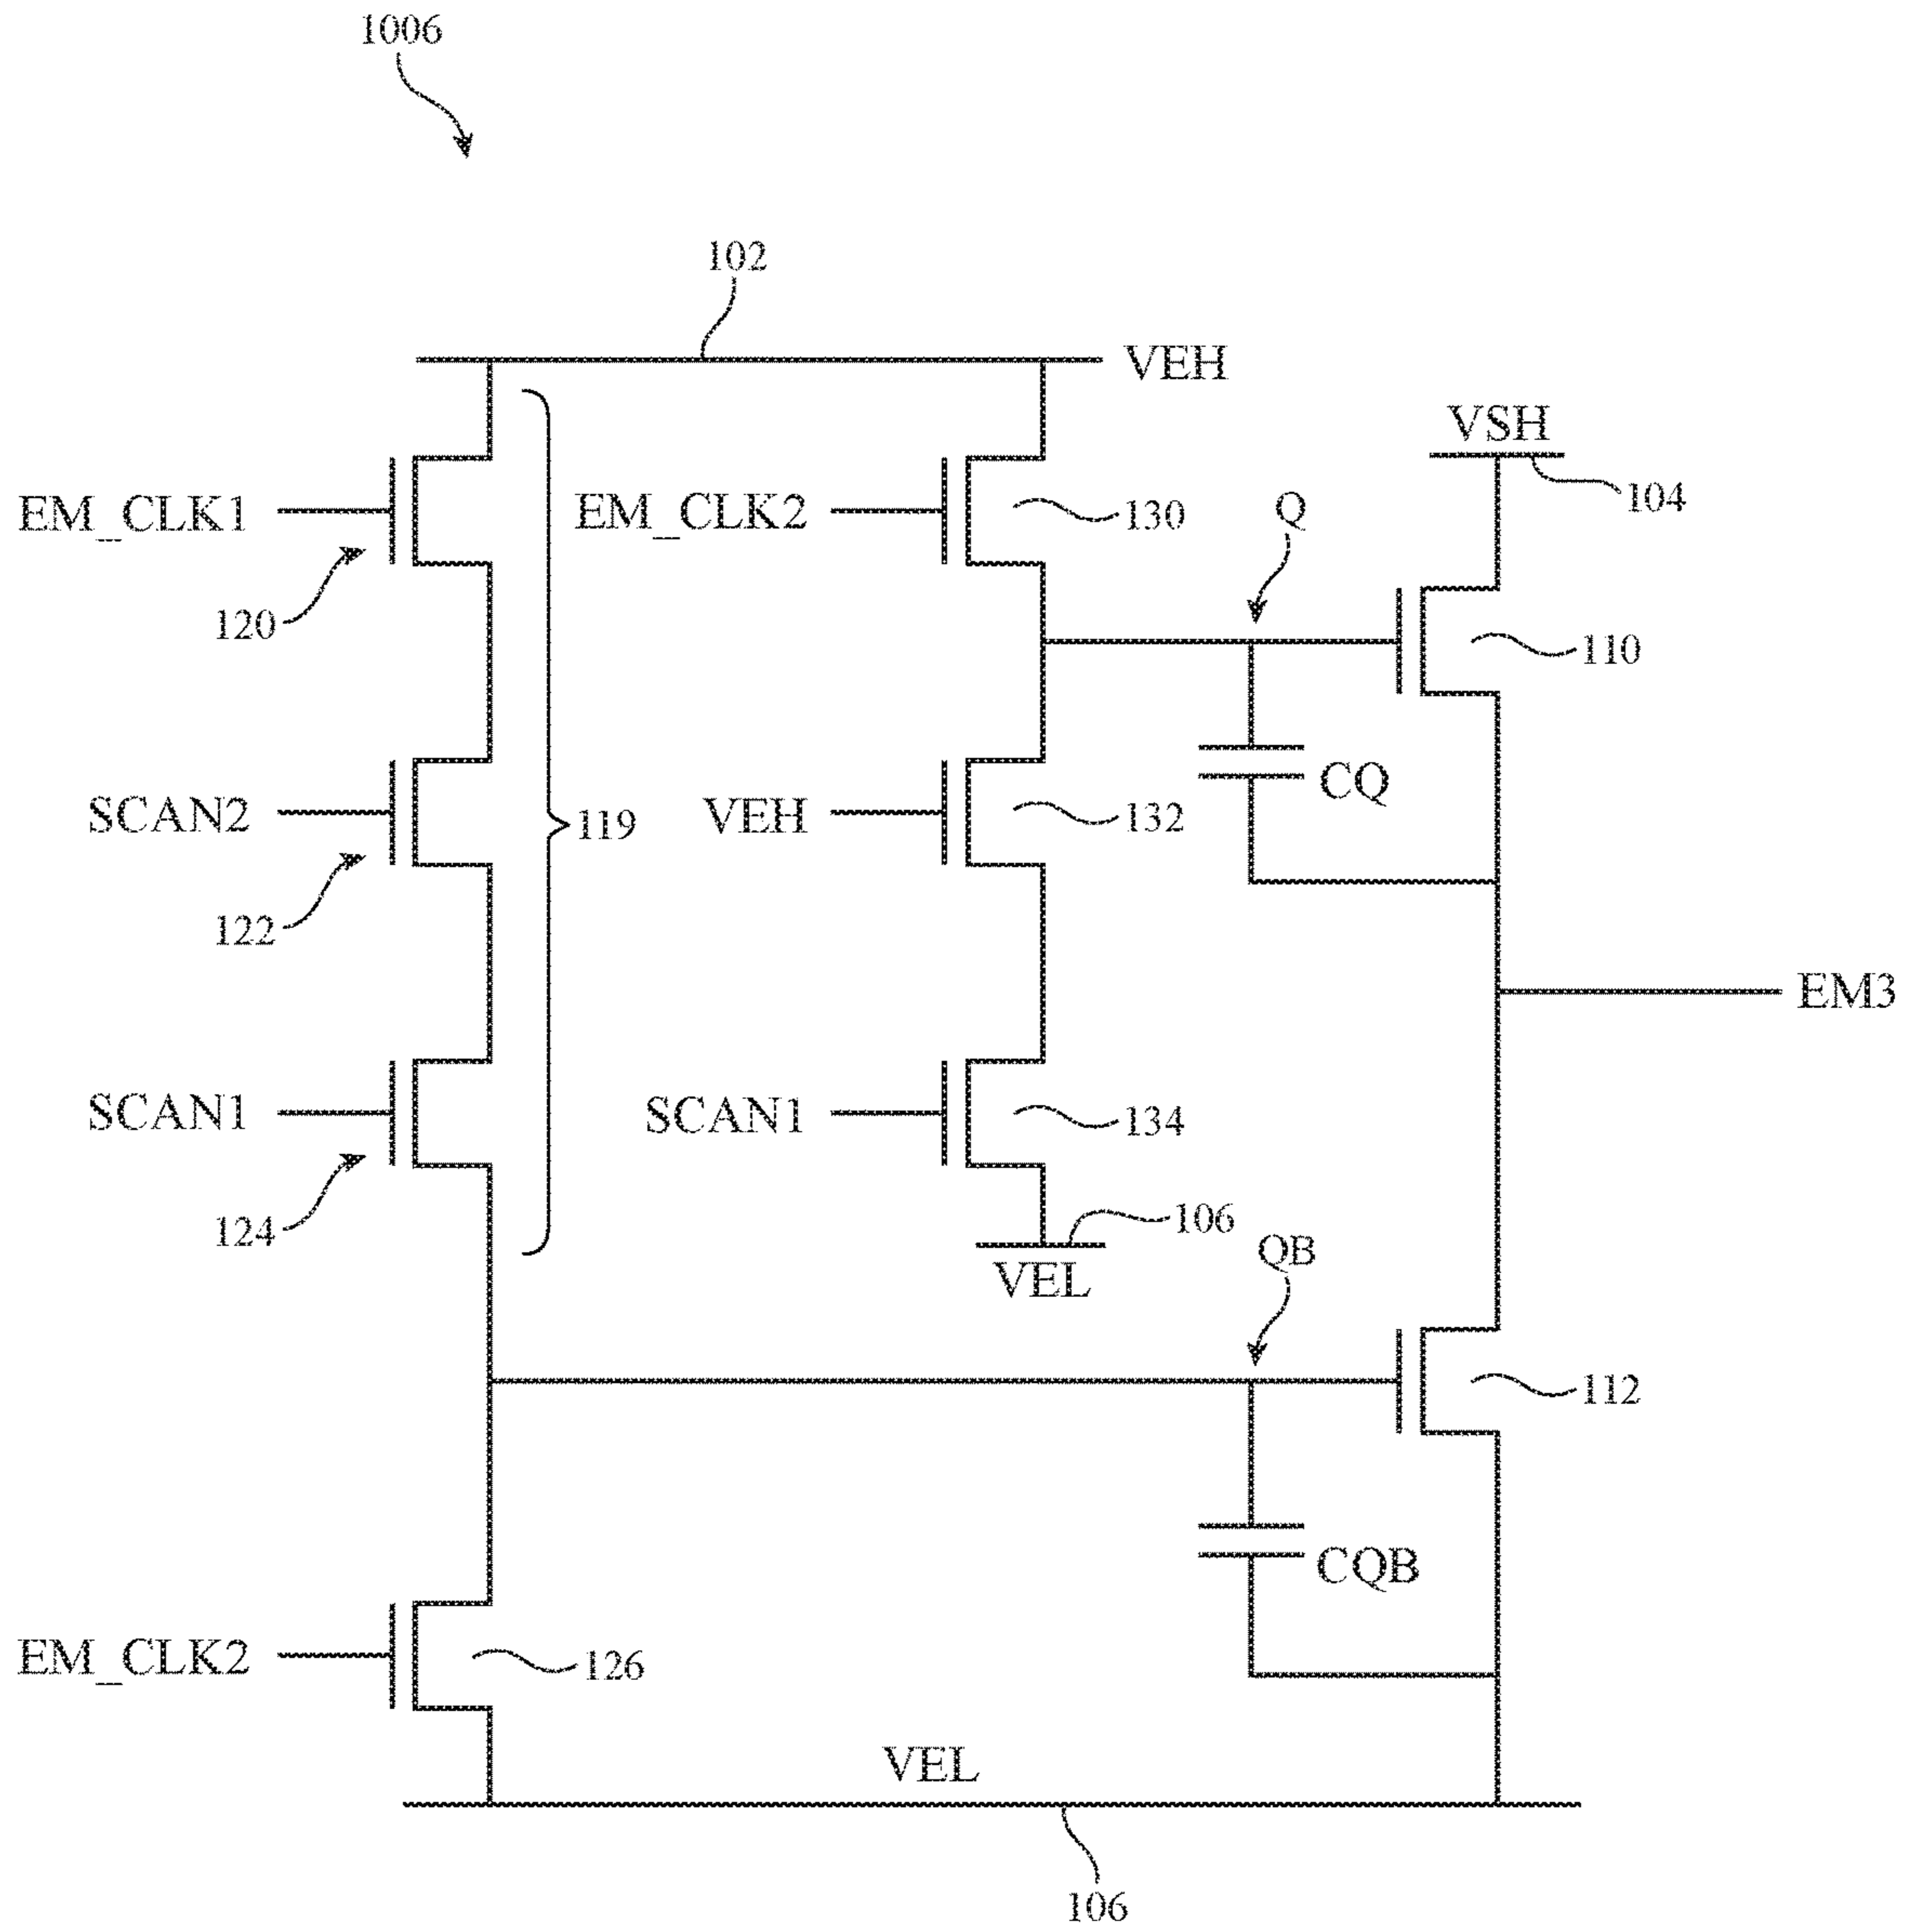 1006
102
VEH
VSH
104
EM_CLK1
EM_CLK2
130
Q
120
110
SCAN2
VEH
132
CQ
119
122
EM3
SCAN1
SCAN1
134
124
106
VEL
QB
112
CQB
EM_CLK2
126
VEL
106